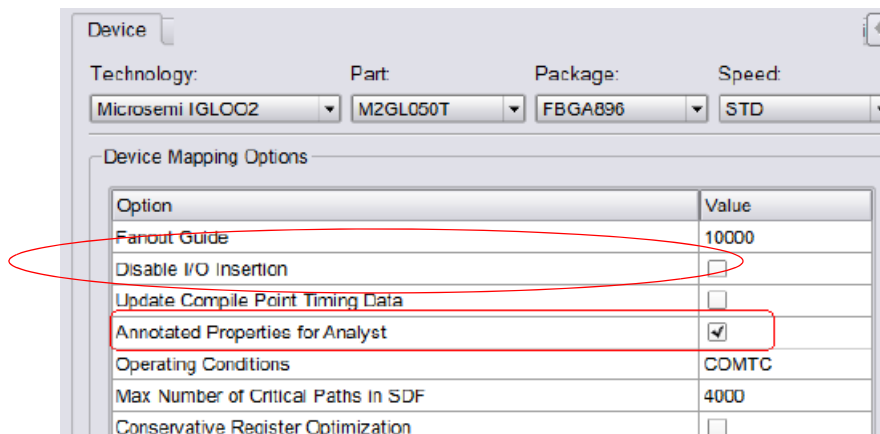 Device
Technology: Part: Package: Speed:
Microsemi IGLOO2 M2GL050T FBGA896 STD
Device Mapping Options
Option Value
Fanout Guide 10000
Disable I/O Insertion
Update Compile Point Timing Data
Annotated Properties for Analyst
Operating Conditions COMTC
Max Number of Critical Paths in SDF 4000
Conservative Register Optimization